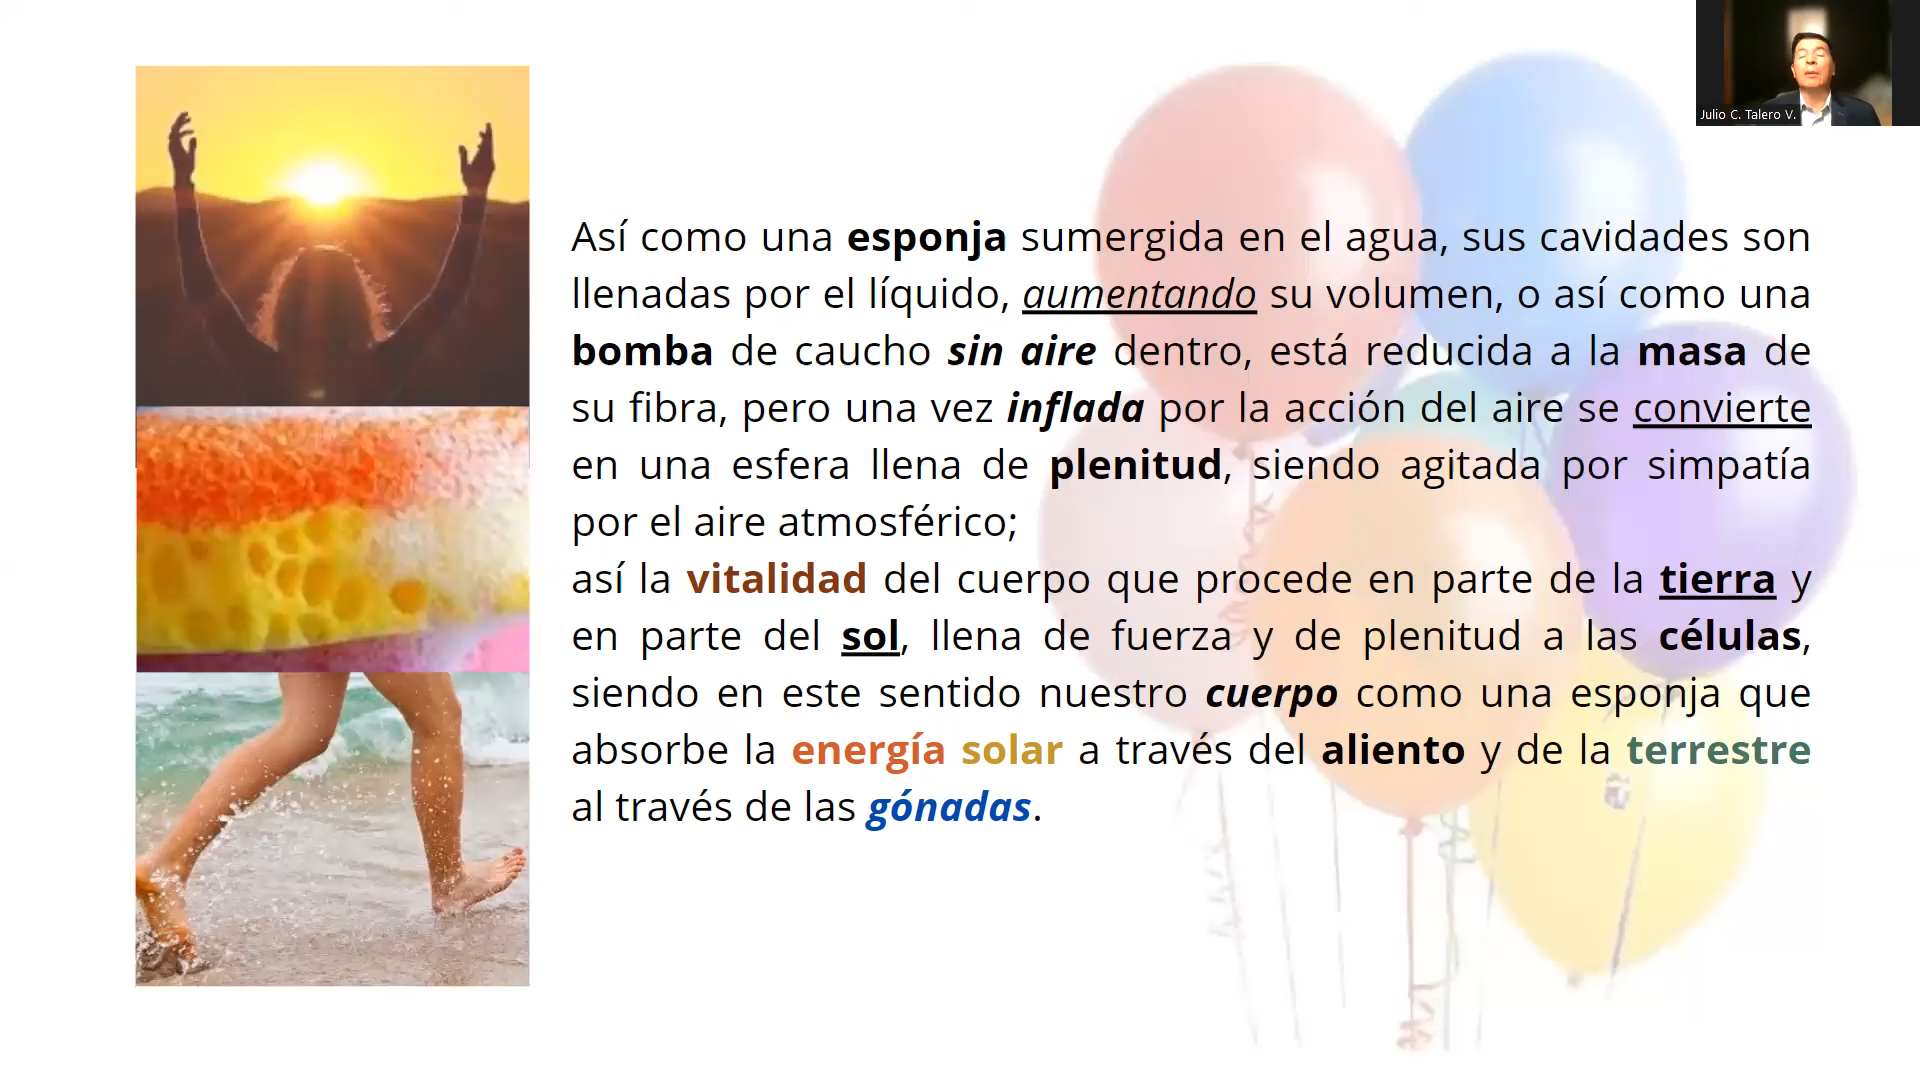 Julio C. Talero V.
Así como una esponja sumergida en el agua, sus cavidades son
llenadas por el líquido, aumentando su volumen, o así como una
bomba de caucho sin aire dentro, está reducida a la masa de
su fibra, pero una vez inflada por la acción del aire se convierte
en una esfera llena de plenitud, siendo agitada por simpatía
por el aire atmosférico;
así la vitalidad del cuerpo que procede en parte de la tierra y
en parte del sol, llena de fuerza y de plenitud a las células,
siendo en este sentido nuestro cuerpo como una esponja que
absorbe la energía solar a través del aliento y de la terrestre
al través de las gónadas.